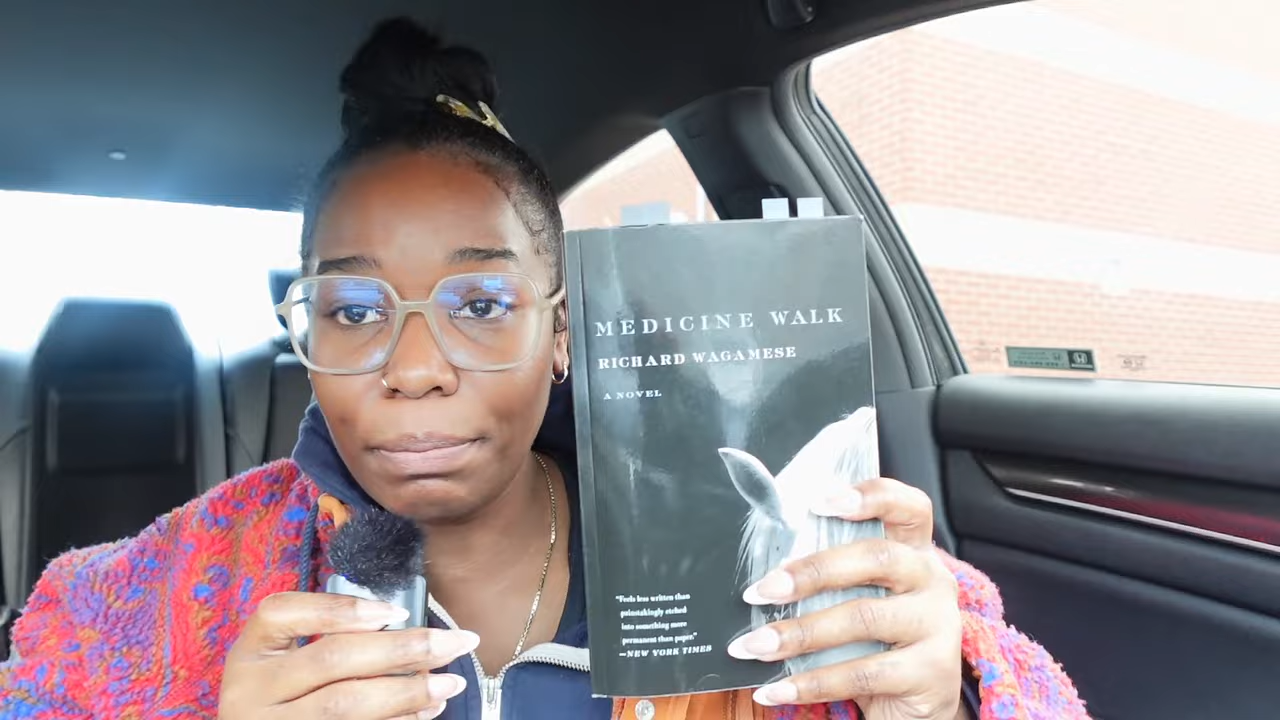 MEDICINE WALK
RICHARD WAGAMESE
A NOVEL
"Feels less written than
painstakingly etched
into something more
permanent than paper."
—NEW YORK TIMES